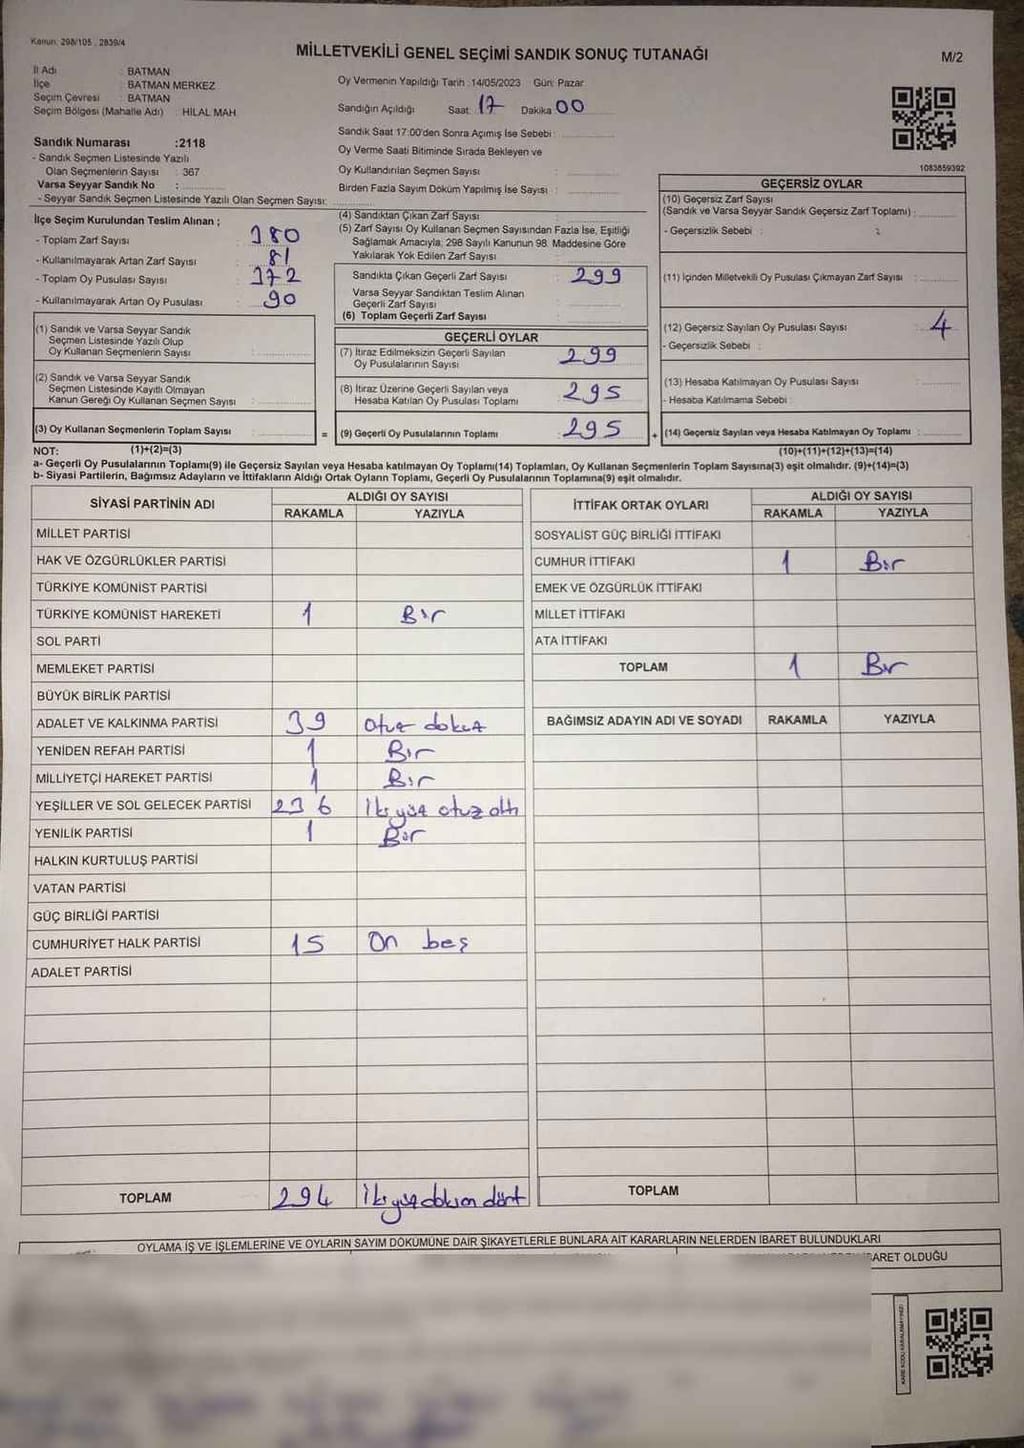 Kanun: 298/105 , 2839/4
MİLLETVEKİLİ GENEL SEÇİMİ SANDIK SONUÇ TUTANAĞI
M/2
İl Adı : BATMAN
İlçe : BATMAN MERKEZ
Seçim Çevresi : BATMAN
Seçim Bölgesi (Mahalle Adı) : HİLAL MAH
Oy Vermenin Yapıldığı Tarih :14/05/2023 Gün: Pazar
Sandığın Açıldığı Saat 17 Dakika 00
Sandık Saat 17:00'den Sonra Açılmış İse Sebebi :
Oy Verme Saati Bitiminde Sırada Bekleyen ve
Oy Kullandırılan Seçmen Sayısı :
Birden Fazla Sayım Döküm Yapılmış İse Sayısı :
Sandık Numarası :2118
- Sandık Seçmen Listesinde Yazılı
Olan Seçmenlerin Sayısı : 367
Varsa Seyyar Sandık No :
- Seyyar Sandık Seçmen Listesinde Yazılı Olan Seçmen Sayısı:
1083859392
İlçe Seçim Kurulundan Teslim Alınan ;
- Toplam Zarf Sayısı : 380
- Kullanılmayarak Artan Zarf Sayısı : 81
- Toplam Oy Pusulası Sayısı : 372
- Kullanılmayarak Artan Oy Pusulası : 90
(1) Sandık ve Varsa Seyyar Sandık
Seçmen Listesinde Yazılı Olup
Oy Kullanan Seçmenlerin Sayısı :
(2) Sandık ve Varsa Seyyar Sandık
Seçmen Listesinde Kayıtlı Olmayan
Kanun Gereği Oy Kullanan Seçmen Sayısı :
(3) Oy Kullanan Seçmenlerin Toplam Sayısı :
(1)+(2)=(3)
(4) Sandıktan Çıkan Zarf Sayısı :
(5) Zarf Sayısı Oy Kullanan Seçmen Sayısından Fazla İse, Eşitliği
Sağlamak Amacıyla; 298 Sayılı Kanunun 98. Maddesine Göre
Yakılarak Yok Edilen Zarf Sayısı :
Sandıkta Çıkan Geçerli Zarf Sayısı : 299
Varsa Seyyar Sandıktan Teslim Alınan
Geçerli Zarf Sayısı :
(6) Toplam Geçerli Zarf Sayısı :
GEÇERLİ OYLAR
(7) İtiraz Edilmeksizin Geçerli Sayılan
Oy Pusulalarının Sayısı : 299
(8) İtiraz Üzerine Geçerli Sayılan veya
Hesaba Katılan Oy Pusulası Toplamı : 295
= (9) Geçerli Oy Pusulalarının Toplamı : 295
GEÇERSİZ OYLAR
(10) Geçersiz Zarf Sayısı
(Sandık ve Varsa Seyyar Sandık Geçersiz Zarf Toplamı) :
- Geçersizlik Sebebi :
(11) İçinden Milletvekili Oy Pusulası Çıkmayan Zarf Sayısı :
(12) Geçersiz Sayılan Oy Pusulası Sayısı : 4
- Geçersizlik Sebebi :
(13) Hesaba Katılmayan Oy Pusulası Sayısı :
- Hesaba Katılmama Sebebi :
+ (14) Geçersiz Sayılan veya Hesaba Katılmayan Oy Toplamı :
(10)+(11)+(12)+(13)=(14)
NOT:
a- Geçerli Oy Pusulalarının Toplamı(9) ile Geçersiz Sayılan veya Hesaba katılmayan Oy Toplamı(14) Toplamları, Oy Kullanan Seçmenlerin Toplam Sayısına(3) eşit olmalıdır. (9)+(14)=(3)
b- Siyasi Partilerin, Bağımsız Adayların ve İttifakların Aldığı Ortak Oyların Toplamı, Geçerli Oy Pusulalarının Toplamına(9) eşit olmalıdır.
SİYASİ PARTİNİN ADI ALDIĞI OY SAYISI
RAKAMLA YAZIYLA
MİLLET PARTİSİ
HAK VE ÖZGÜRLÜKLER PARTİSİ
TÜRKİYE KOMÜNİST PARTİSİ
TÜRKİYE KOMÜNİST HAREKETİ 1 Bir
SOL PARTİ
MEMLEKET PARTİSİ
BÜYÜK BİRLİK PARTİSİ
ADALET VE KALKINMA PARTİSİ 39 otuz dokuz
YENİDEN REFAH PARTİSİ 1 Bir
MİLLİYETÇİ HAREKET PARTİSİ 1 Bir
YEŞİLLER VE SOL GELECEK PARTİSİ 236 İki yüz otuz altı
YENİLİK PARTİSİ 1 Bir
HALKIN KURTULUŞ PARTİSİ
VATAN PARTİSİ
GÜÇ BİRLİĞİ PARTİSİ
CUMHURİYET HALK PARTİSİ 15 On beş
ADALET PARTİSİ
TOPLAM 294 İki yüz doksan dört
İTTİFAK ORTAK OYLARI ALDIĞI OY SAYISI
RAKAMLA YAZIYLA
SOSYALİST GÜÇ BİRLİĞİ İTTİFAKI
CUMHUR İTTİFAKI 1 Bir
EMEK VE ÖZGÜRLÜK İTTİFAKI
MİLLET İTTİFAKI
ATA İTTİFAKI
TOPLAM 1 Bir
BAĞIMSIZ ADAYIN ADI VE SOYADI RAKAMLA YAZIYLA
TOPLAM
OYLAMA İŞ VE İŞLEMLERİNE VE OYLARIN SAYIM DÖKÜMÜNE DAİR ŞİKAYETLERLE BUNLARA AİT KARARLARIN NELERDEN İBARET BULUNDUKLARI
OLDUĞU